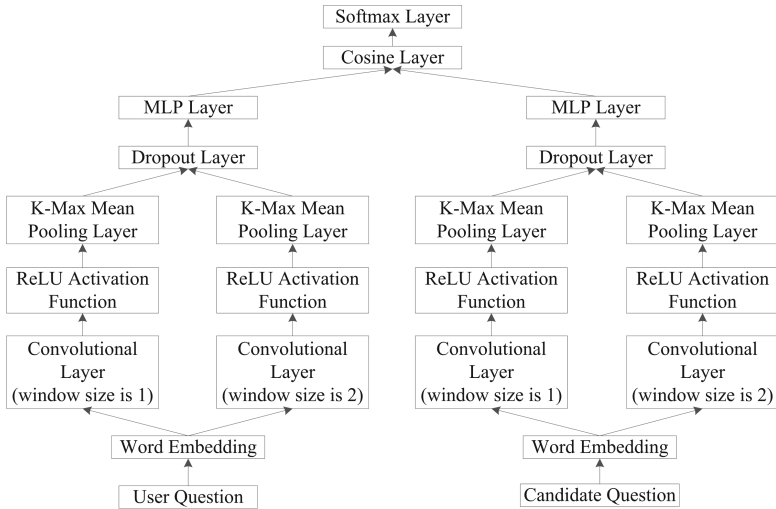 Softmax Layer
Cosine Layer
MLP Layer
MLP Layer
Dropout Layer
Dropout Layer
K-Max Mean
Pooling Layer
K-Max Mean
Pooling Layer
K-Max Mean
Pooling Layer
K-Max Mean
Pooling Layer
ReLU Activation
Function
ReLU Activation
Function
ReLU Activation
Function
ReLU Activation
Function
Convolutional
Layer
(window size is 1)
Convolutional
Layer
(window size is 2)
Convolutional
Layer
(window size is 1)
Convolutional
Layer
(window size is 2)
Word Embedding
Word Embedding
User Question
Candidate Question